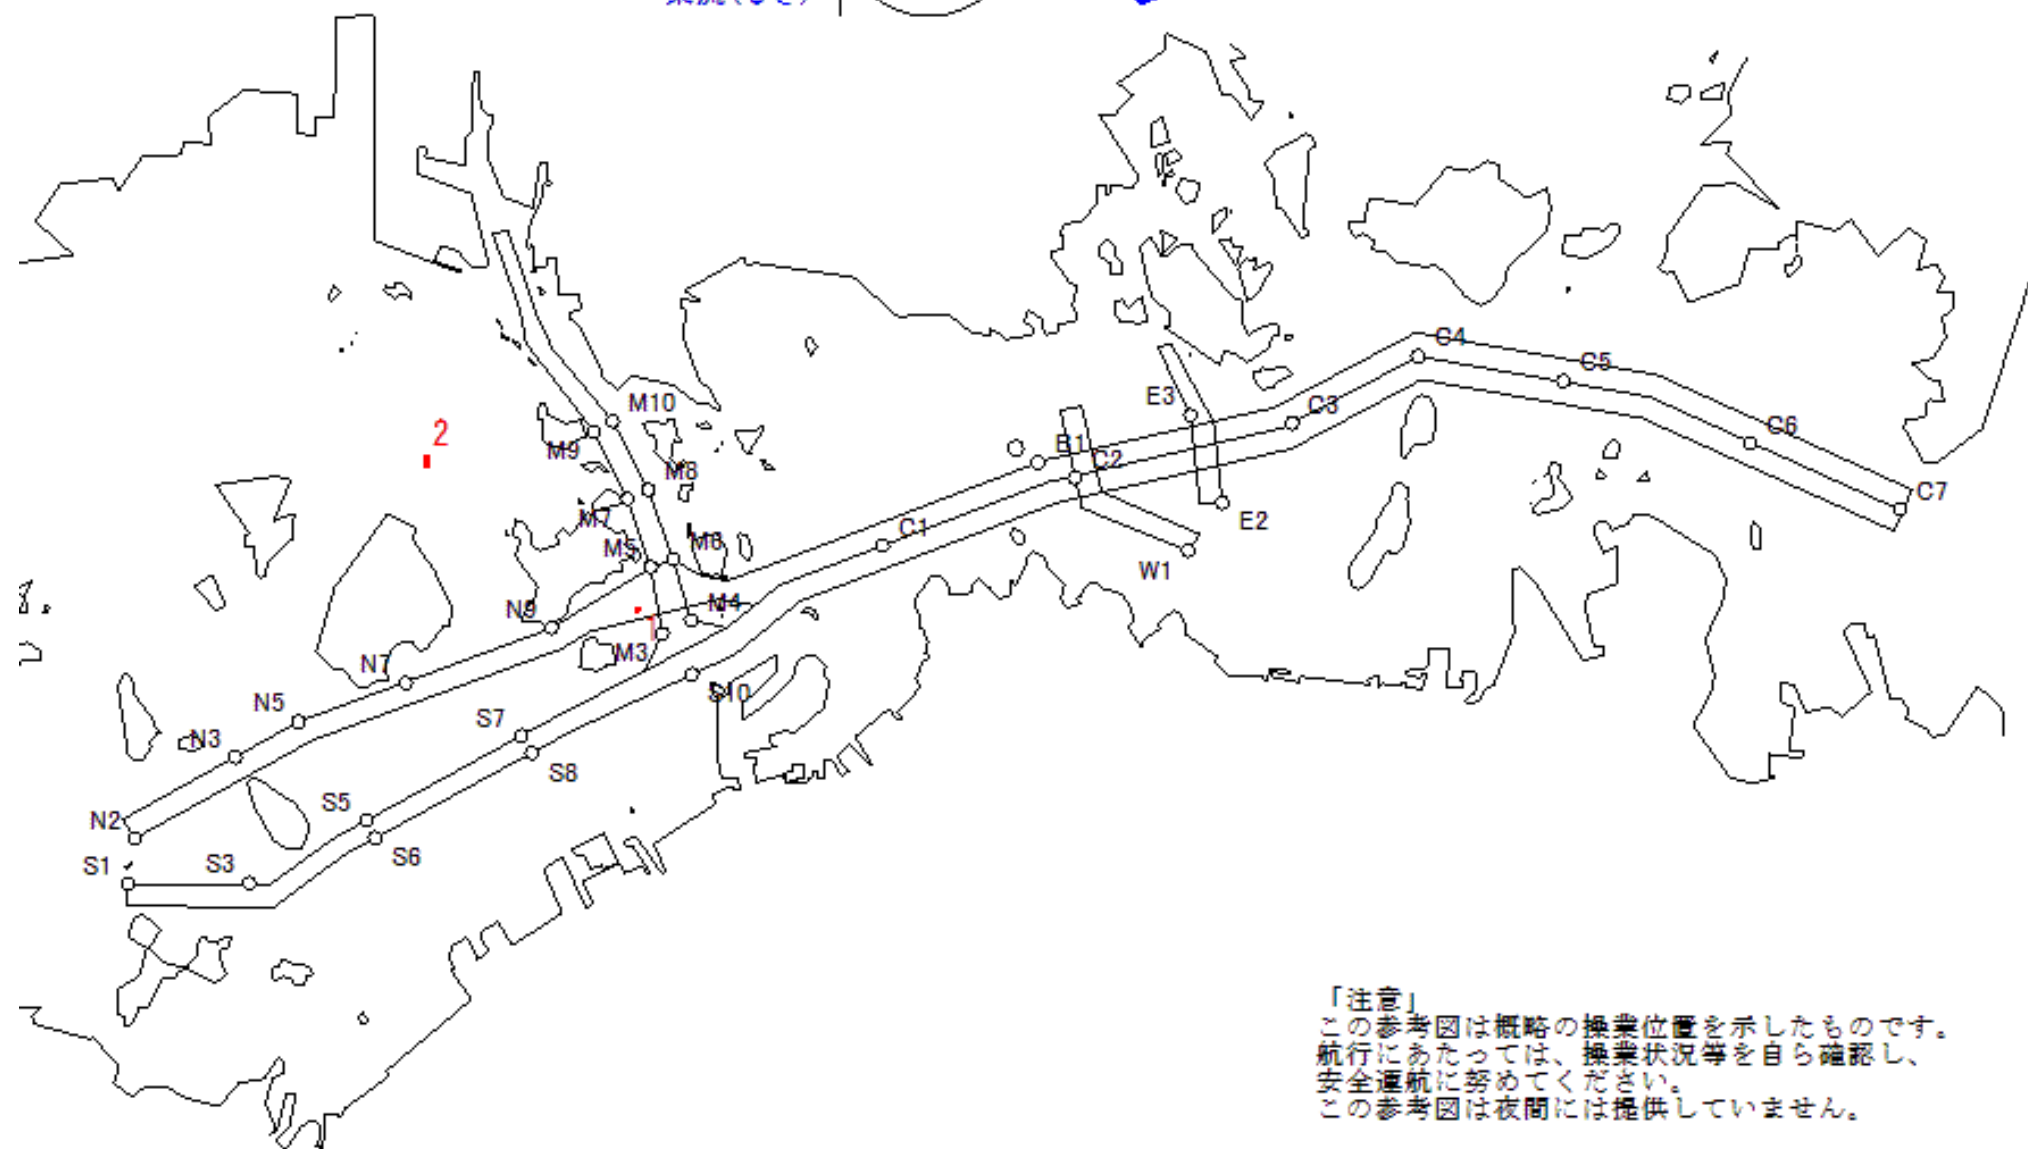 2
M10
M9
M8
M7
M6
M5
M4
M3
1
N9
N7
N5
N3
N2
S1
S3
S5
S6
S7
S8
S10
C1
B1
C2
E3
E2
W1
C3
C4
C5
C6
C7
「注意」
この参考図は概略の操業位置を示したものです。
航行にあたっては、操業状況等を自ら確認し、
安全運航に努めてください。
この参考図は夜間には提供していません。